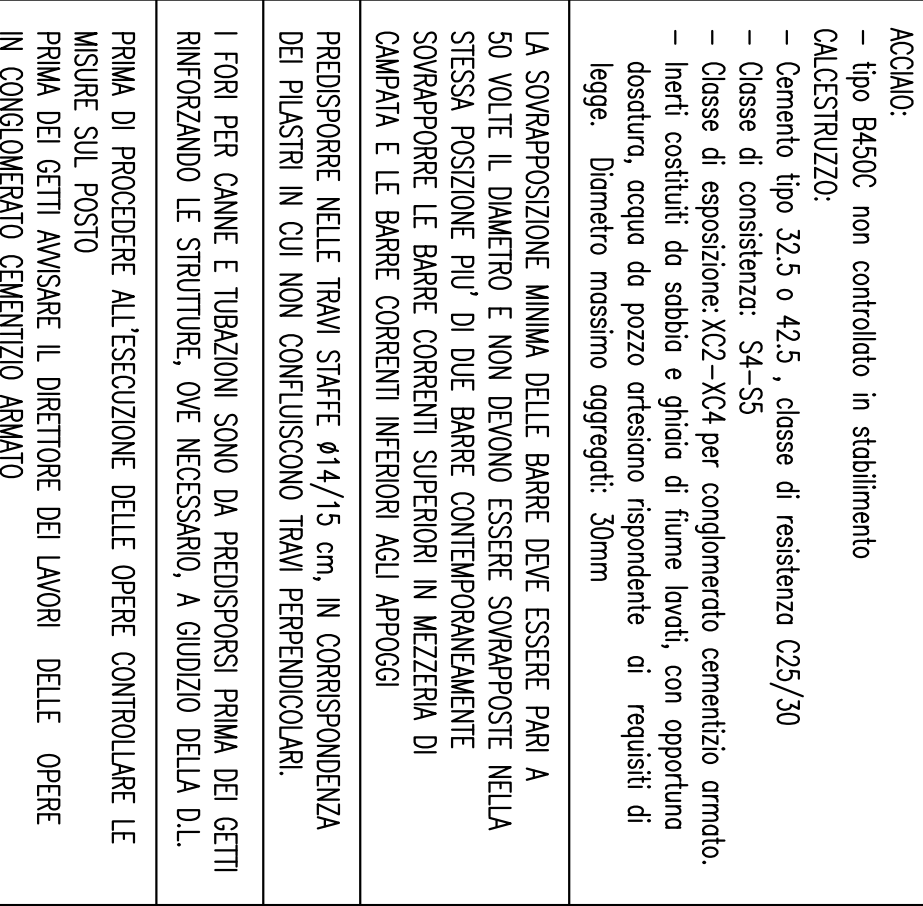 ACCIAIO:
- tipo B450C non controllato in stabilimento
CALCESTRUZZO:
- Cemento tipo 32.5 o 42.5 , classe di resistenza C25/30
- Classe di consistenza: S4-S5
- Classe di esposizione: XC2-XC4 per conglomerato cementizio armato.
- Inerti costituiti da sabbia e ghiaia di fiume lavati, con opportuna
dosatura, acqua da pozzo artesiano rispondente ai requisiti di
legge. Diametro massimo aggregati: 30mm
LA SOVRAPPOSIZIONE MINIMA DELLE BARRE DEVE ESSERE PARI A
50 VOLTE IL DIAMETRO E NON DEVONO ESSERE SOVRAPPOSTE NELLA
STESSA POSIZIONE PIU' DI DUE BARRE CONTEMPORANEAMENTE
SOVRAPPORRE LE BARRE CORRENTI SUPERIORI IN MEZZERIA DI
CAMPATA E LE BARRE CORRENTI INFERIORI AGLI APPOGGI
PREDISPORRE NELLE TRAVI STAFFE ø14/15 cm, IN CORRISPONDENZA
DEI PILASTRI IN CUI NON CONFLUISCONO TRAVI PERPENDICOLARI.
I FORI PER CANNE E TUBAZIONI SONO DA PREDISPORSI PRIMA DEI GETTI
RINFORZANDO LE STRUTTURE, OVE NECESSARIO, A GIUDIZIO DELLA D.L.
PRIMA DI PROCEDERE ALL'ESECUZIONE DELLE OPERE CONTROLLARE LE
MISURE SUL POSTO
PRIMA DEI GETTI AVVISARE IL DIRETTORE DEI LAVORI DELLE OPERE
IN CONGLOMERATO CEMENTIZIO ARMATO